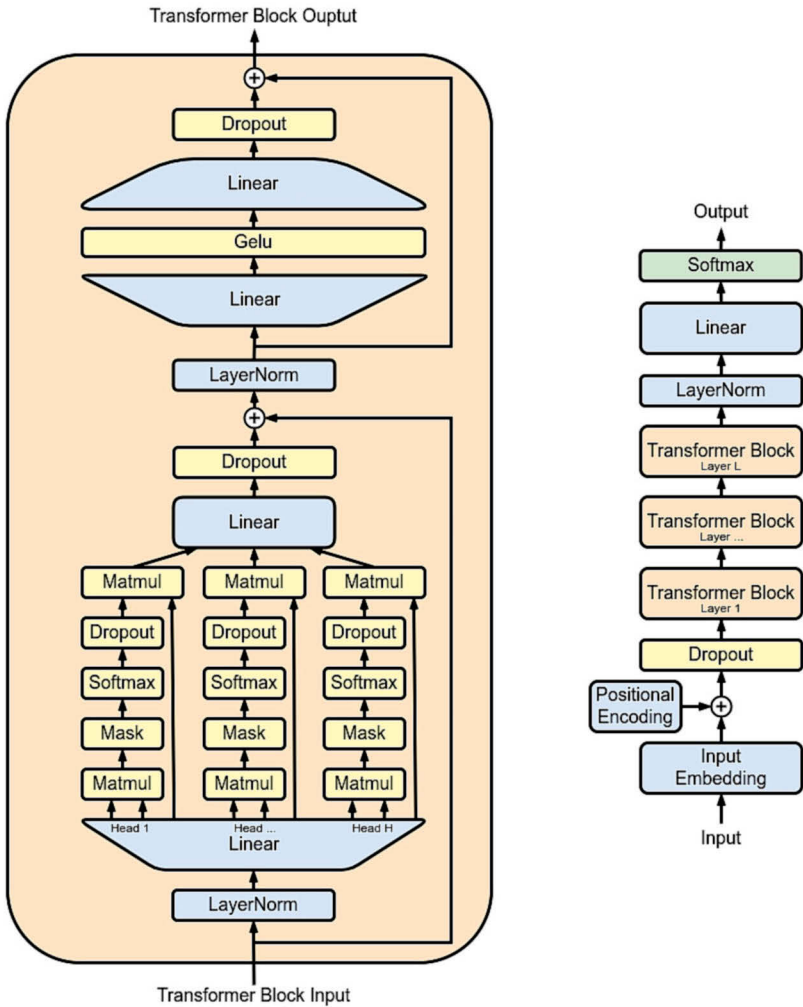 Transformer Block Ouptut
Dropout
Linear
Gelu
Linear
LayerNorm
Dropout
Linear
Matmul Matmul Matmul
Dropout Dropout Dropout
Softmax Softmax Softmax
Mask Mask Mask
Matmul Matmul Matmul
Head 1 Head ... Head H
Linear
LayerNorm
Transformer Block Input
Output
Softmax
Linear
LayerNorm
Transformer Block
Layer L
Transformer Block
Layer ...
Transformer Block
Layer 1
Dropout
Positional
Encoding
Input
Embedding
Input